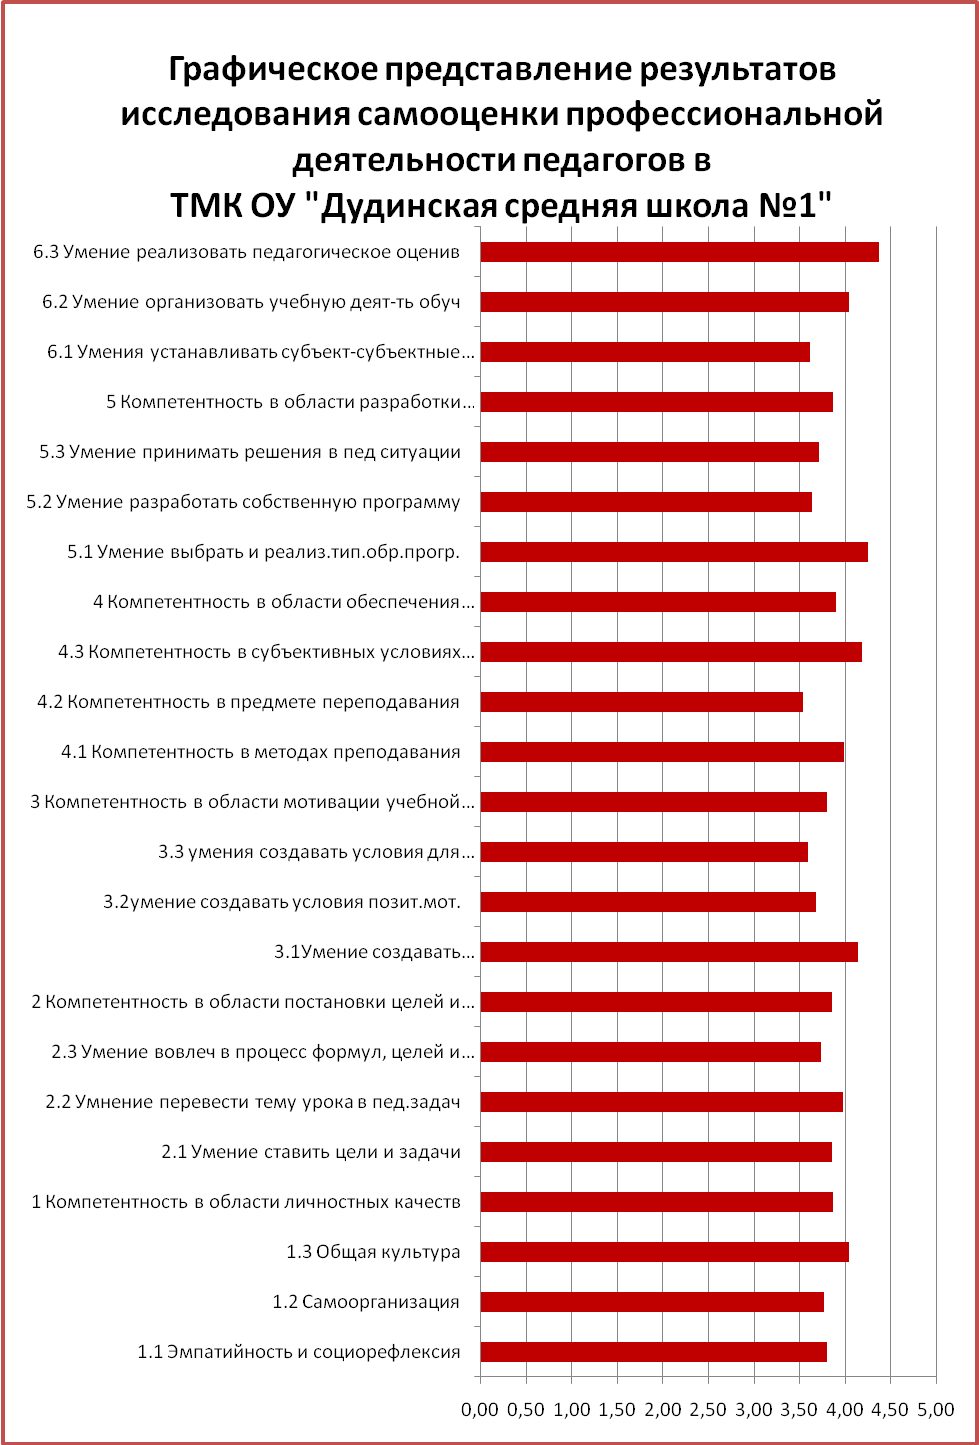 Графическое представление результатов
исследования самооценки профессиональной
деятельности педагогов в
ТМК ОУ "Дудинская средняя школа №1"
6.3 Умение реализовать педагогическое оценив
6.2 Умение организовать учебную деят-ть обуч
6.1 Умения устанавливать субъект-субъектные...
5 Компетентность в области разработки...
5.3 Умение принимать решения в пед ситуации
5.2 Умение разработать собственную программу
5.1 Умение выбрать и реализ.тип.обр.прогр.
4 Компетентность в области обеспечения...
4.3 Компетентность в субъективных условиях...
4.2 Компетентность в предмете переподавания
4.1 Компетентность в методах преподавания
3 Компетентность в области мотивации учебной...
3.3 умения создавать условия для...
3.2умение создавать условия позит.мот.
3.1Умение создавать...
2 Компетентность в области постановки целей и...
2.3 Умение вовлеч в процесс формул, целей и...
2.2 Умнение перевести тему урока в пед.задач
2.1 Умение ставить цели и задачи
1 Компетентность в области личностных качеств
1.3 Общая культура
1.2 Самоорганизация
1.1 Эмпатийность и социорефлексия
0,00 0,50 1,00 1,50 2,00 2,50 3,00 3,50 4,00 4,50 5,00